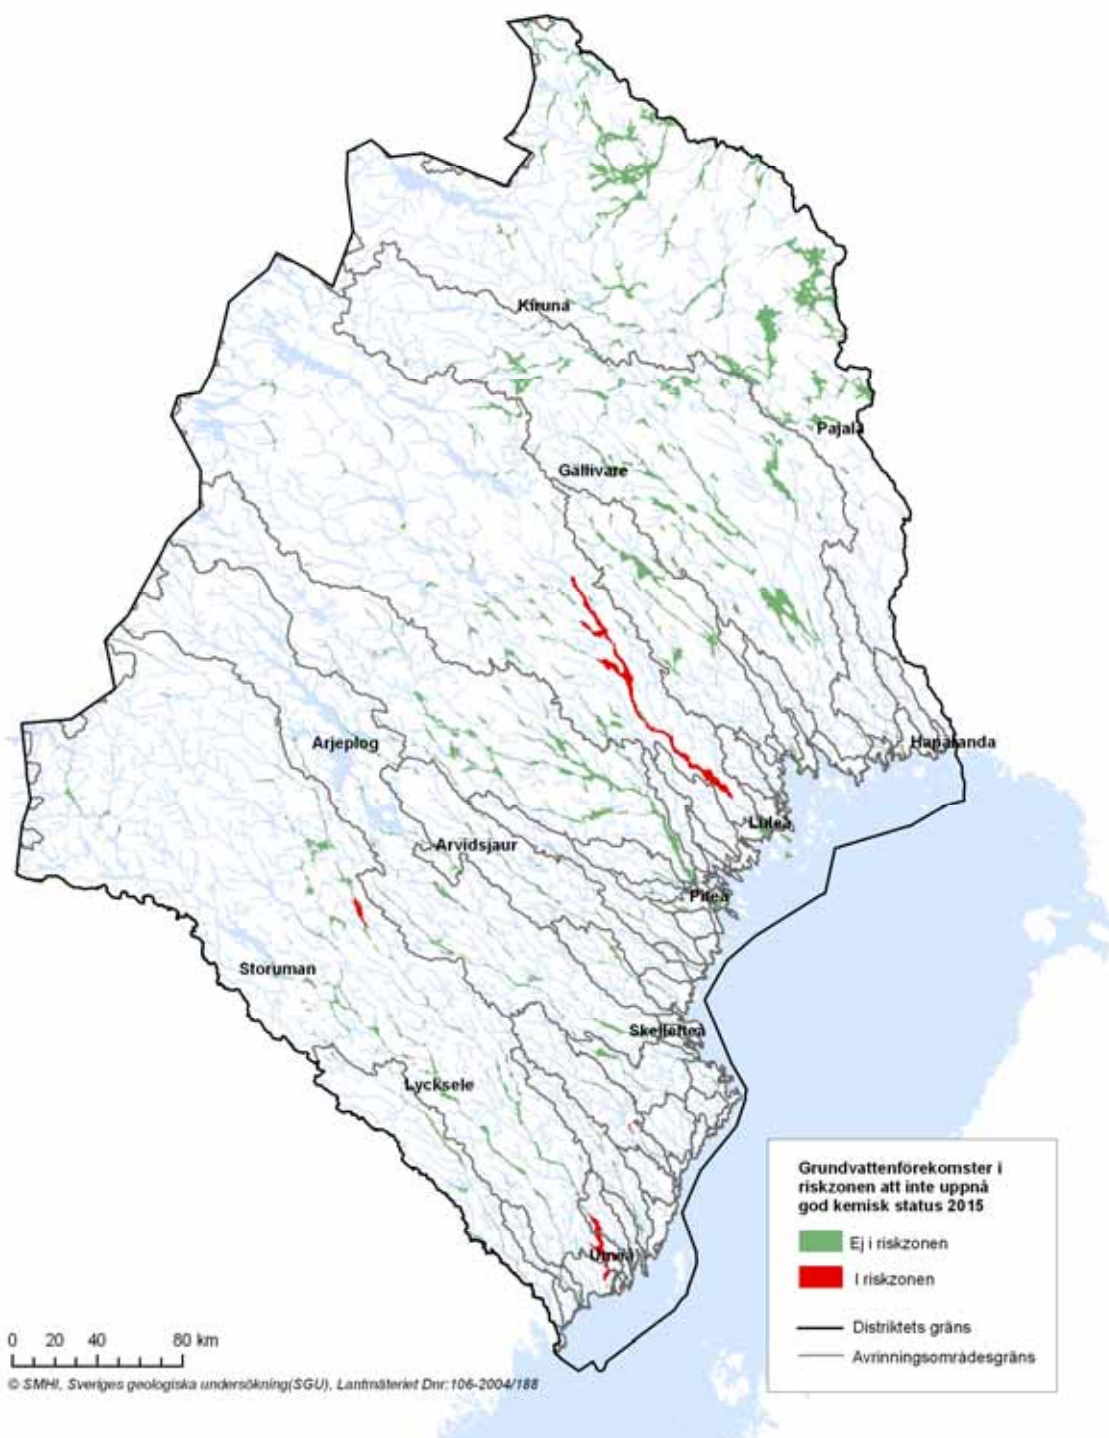 Kiruna
Pajala
Gällivare
Arjeplog
Haparanda
Luleå
Arvidsjaur
Piteå
Storuman
Skellefteå
Lycksele
Umeå
Grundvattenförekomster i
riskzonen att inte uppnå
god kemisk status 2015
Ej i riskzonen
I riskzonen
Distriktets gräns
Avrinningsområdesgräns
0 20 40 80 km
© SMHI, Sveriges geologiska undersökning(SGU), Lantmäteriet Dnr:106-2004/188